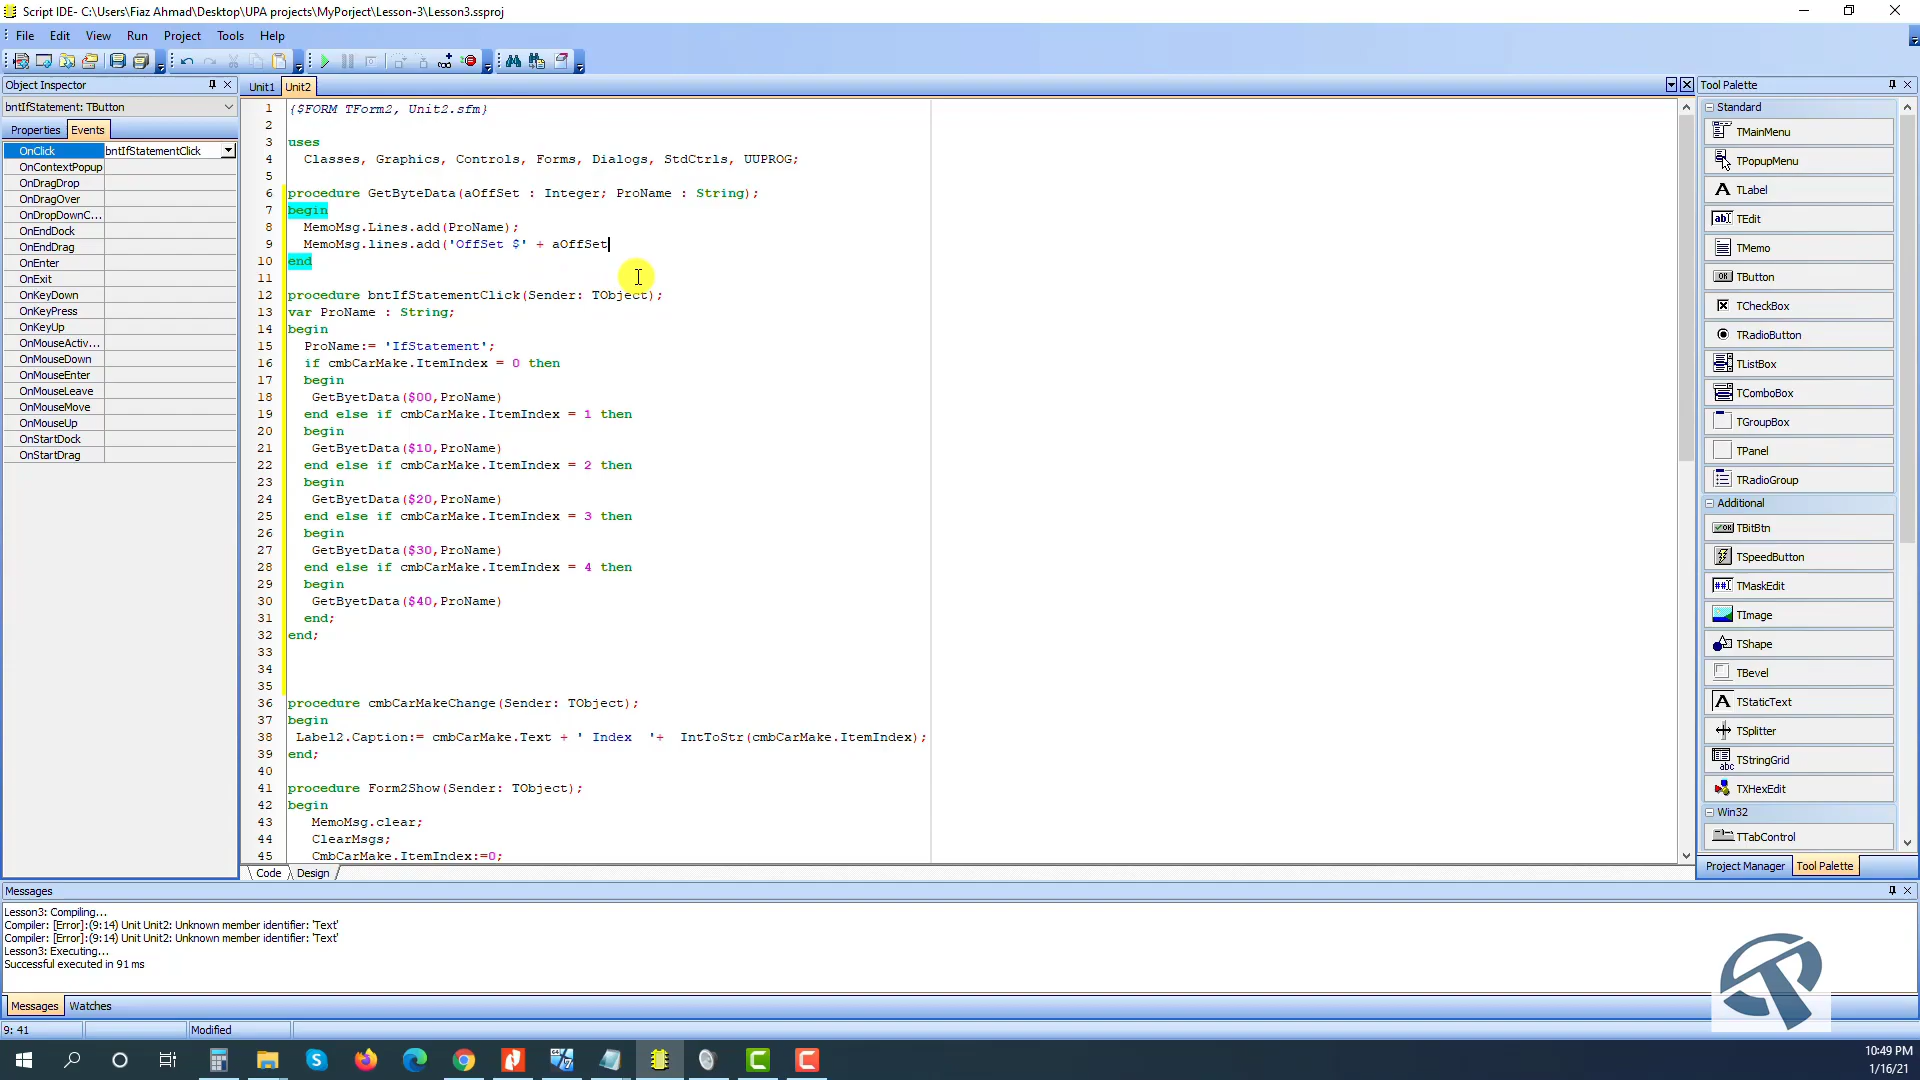 Script IDE- C:\Users\Fiaz Ahmad\Desktop\UPA projects\MyPorject\Lesson-3\Lesson3.ssproj
File Edit View Run Project Tools Help
Object Inspector
bntIfStatement: TButton
Properties Events
OnClick bntIfStatementClick
OnContextPopup
OnDragDrop
OnDragOver
OnDropDownC...
OnEndDock
OnEndDrag
OnEnter
OnExit
OnKeyDown
OnKeyPress
OnKeyUp
OnMouseActiv...
OnMouseDown
OnMouseEnter
OnMouseLeave
OnMouseMove
OnMouseUp
OnStartDock
OnStartDrag
Unit1 Unit2
1 {$FORM TForm2, Unit2.sfm}
2
3 uses
4 Classes, Graphics, Controls, Forms, Dialogs, StdCtrls, UUPROG;
5
6 procedure GetByteData(aOffSet : Integer; ProName : String);
7 begin
8 MemoMsg.Lines.add(ProName);
9 MemoMsg.lines.add('OffSet $' + aOffSet
10 end
11
12 procedure bntIfStatementClick(Sender: TObject);
13 var ProName : String;
14 begin
15 ProName:= 'IfStatement';
16 if cmbCarMake.ItemIndex = 0 then
17 begin
18 GetByetData($00,ProName)
19 end else if cmbCarMake.ItemIndex = 1 then
20 begin
21 GetByetData($10,ProName)
22 end else if cmbCarMake.ItemIndex = 2 then
23 begin
24 GetByetData($20,ProName)
25 end else if cmbCarMake.ItemIndex = 3 then
26 begin
27 GetByetData($30,ProName)
28 end else if cmbCarMake.ItemIndex = 4 then
29 begin
30 GetByetData($40,ProName)
31 end;
32 end;
33
34
35
36 procedure cmbCarMakeChange(Sender: TObject);
37 begin
38 Label2.Caption:= cmbCarMake.Text + ' Index '+ IntToStr(cmbCarMake.ItemIndex);
39 end;
40
41 procedure Form2Show(Sender: TObject);
42 begin
43 MemoMsg.clear;
44 ClearMsgs;
45 CmbCarMake.ItemIndex:=0;
Code Design
Tool Palette
Standard
TMainMenu
TPopupMenu
TLabel
TEdit
TMemo
TButton
TCheckBox
TRadioButton
TListBox
TComboBox
TGroupBox
TPanel
TRadioGroup
Additional
TBitBtn
TSpeedButton
TMaskEdit
TImage
TShape
TBevel
TStaticText
TSplitter
TStringGrid
TXHexEdit
Win32
TTabControl
Project Manager Tool Palette
Messages
Lesson3: Compiling...
Compiler: [Error]:(9:14) Unit Unit2: Unknown member identifier: 'Text'
Compiler: [Error]:(9:14) Unit Unit2: Unknown member identifier: 'Text'
Lesson3: Executing...
Successful executed in 91 ms
Messages Watches
9: 41 Modified
10:49 PM
1/16/21